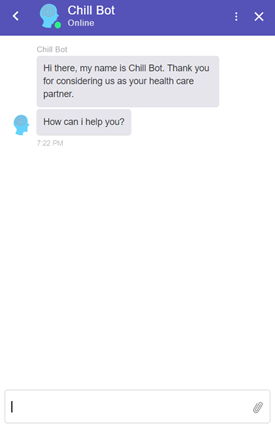 Chill Bot
Online
Chill Bot
Hi there, my name is Chill Bot. Thank you
for considering us as your health care
partner.
How can i help you?
7:22 PM